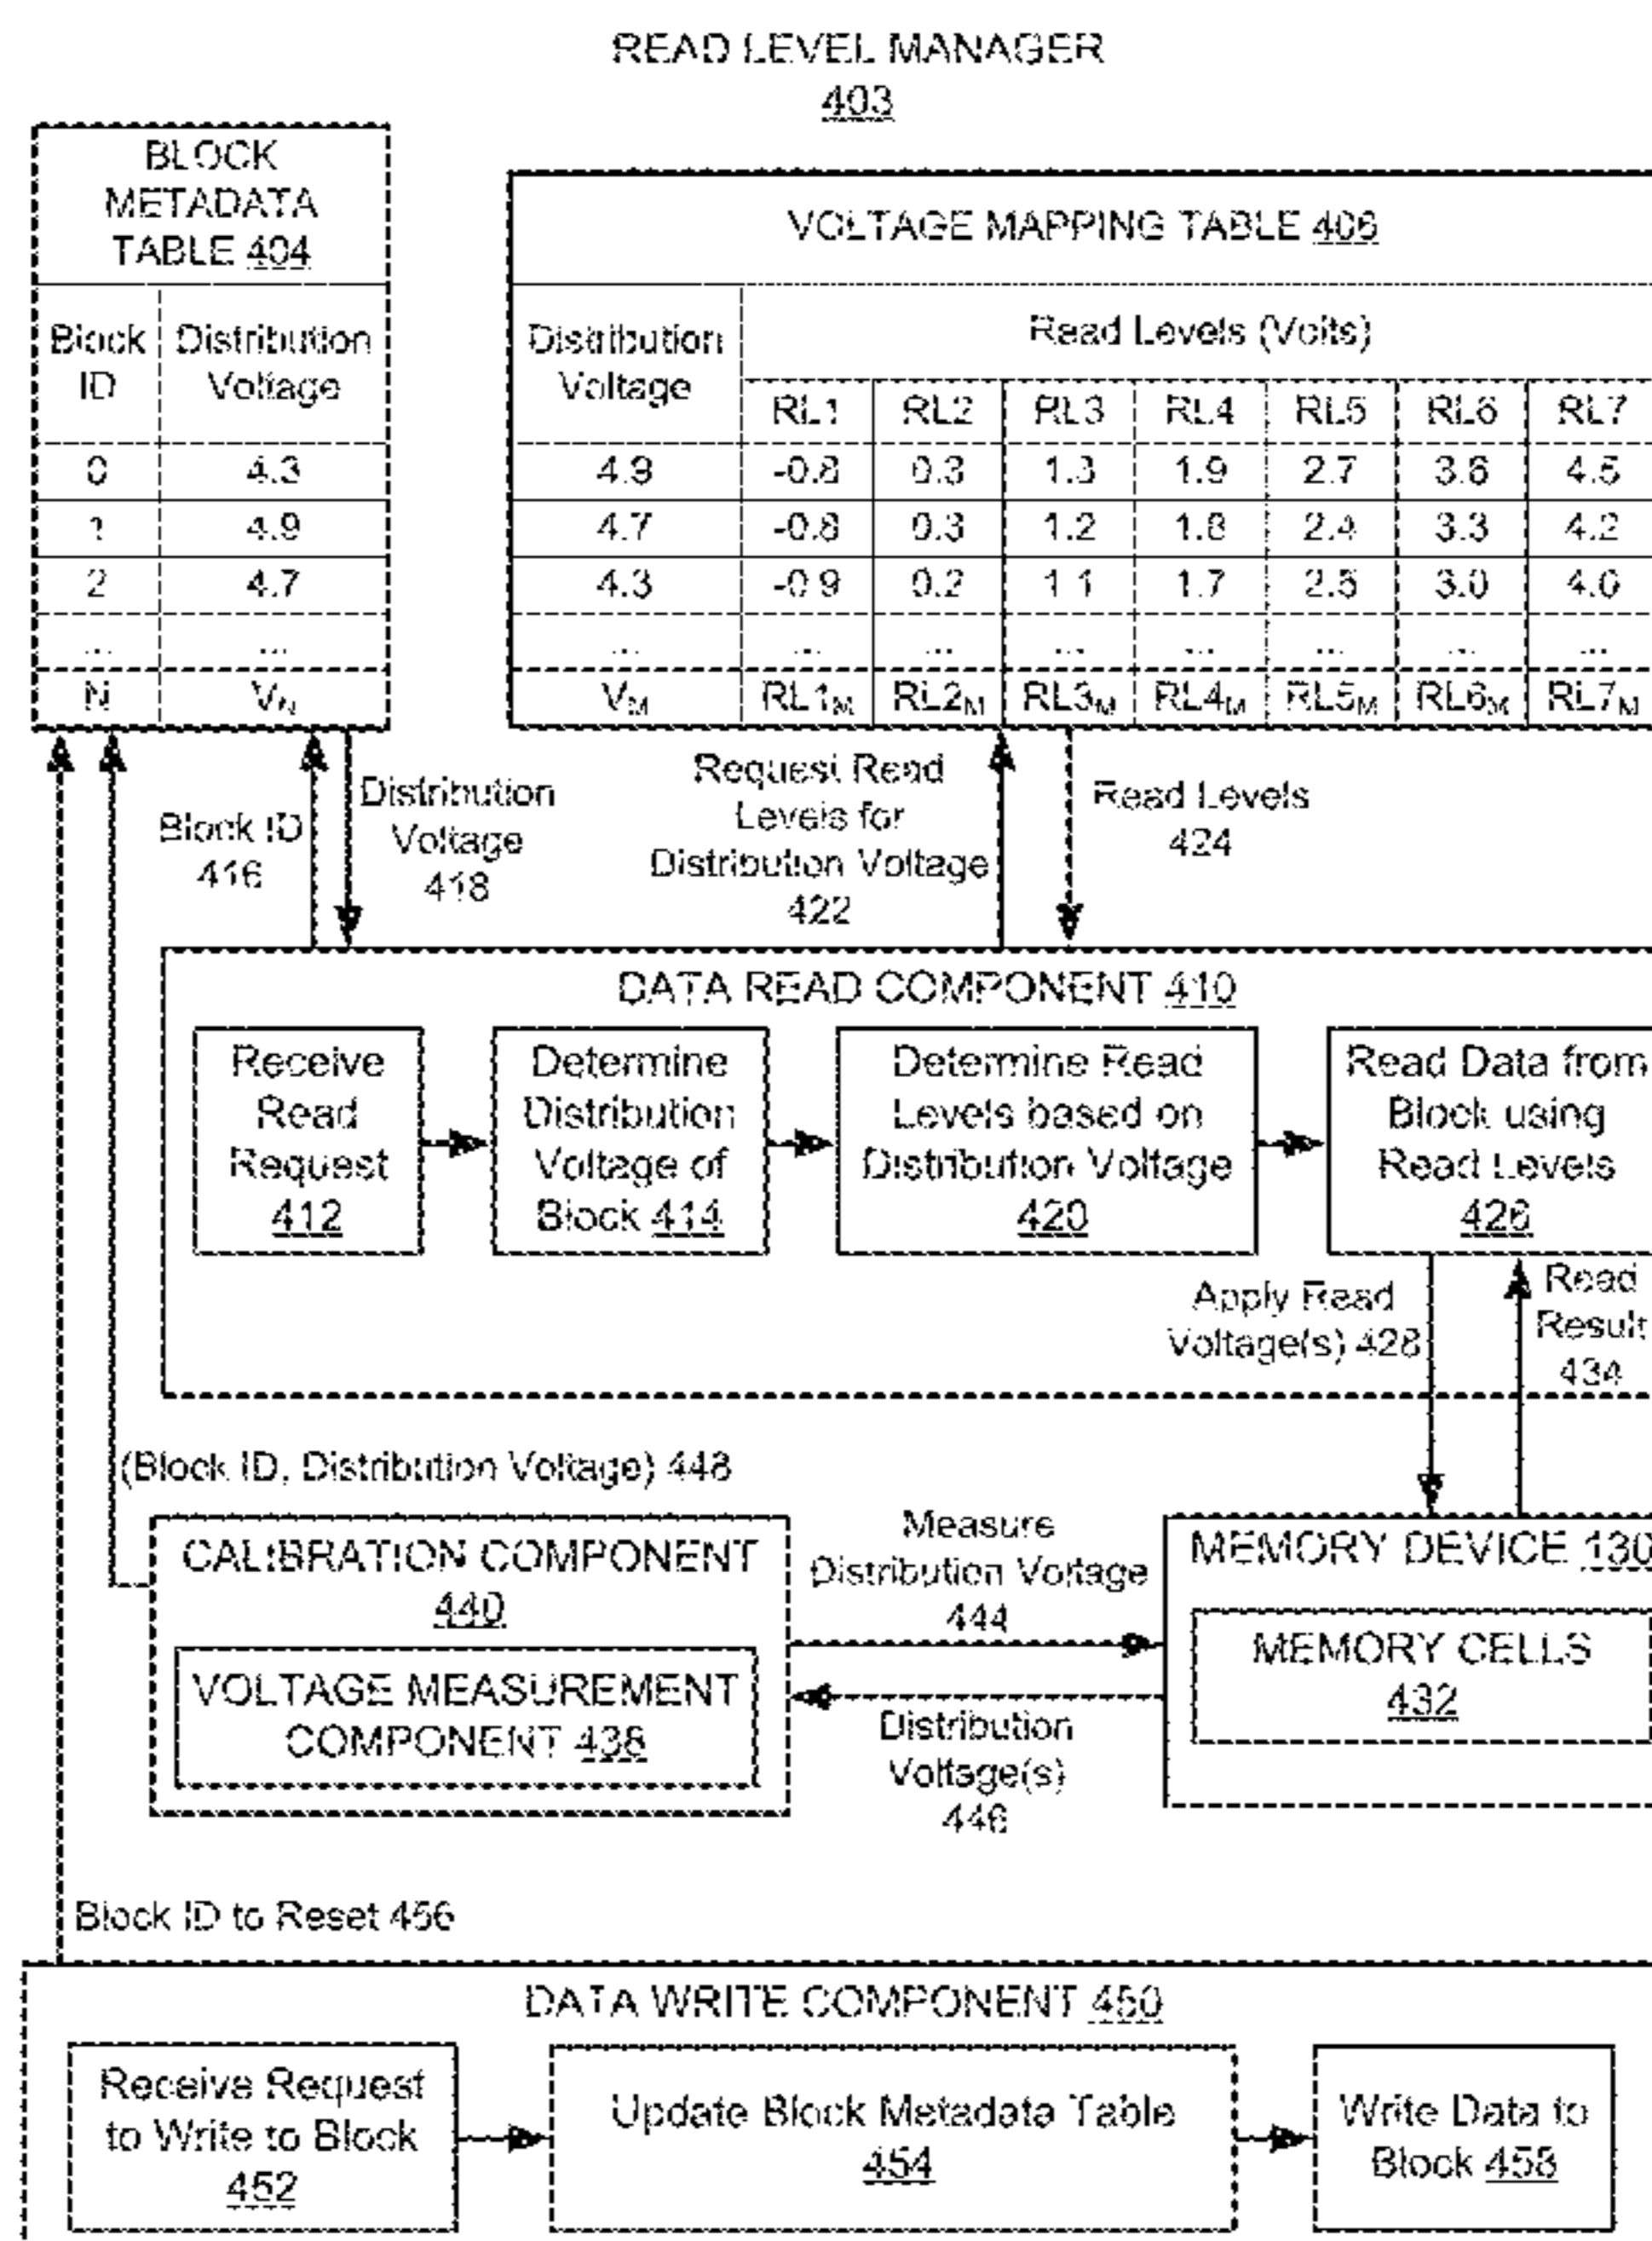 READ LEVEL MANAGER
403
BLOCK
METADATA
TABLE 404
Block ID Distribution Voltage
0 4.3
1 4.9
2 4.7
... ...
N V_N
VOLTAGE MAPPING TABLE 406
Distribution Voltage Read Levels (Volts)
RL1 RL2 RL3 RL4 RL5 RL6 RL7
4.9 -0.8 0.3 1.3 1.9 2.7 3.6 4.5
4.7 -0.8 0.3 1.2 1.8 2.4 3.3 4.2
4.3 -0.9 0.2 1.1 1.7 2.5 3.0 4.0
... ... ... ... ... ... ... ...
V_M RL1_M RL2_M RL3_M RL4_M RL5_M RL6_M RL7_M
Block ID
416
Distribution
Voltage
418
Request Read
Levels for
Distribution Voltage
422
Read Levels
424
DATA READ COMPONENT 410
Receive
Read
Request
412
Determine
Distribution
Voltage of
Block 414
Determine Read
Levels based on
Distribution Voltage
420
Read Data from
Block using
Read Levels
426
Apply Read
Voltage(s) 428
Read
Result
434
(Block ID, Distribution Voltage) 448
CALIBRATION COMPONENT
440
VOLTAGE MEASUREMENT
COMPONENT 438
Measure
Distribution Voltage
444
Distribution
Voltage(s)
446
MEMORY DEVICE 130
MEMORY CELLS
432
Block ID to Reset 456
DATA WRITE COMPONENT 450
Receive Request
to Write to Block
452
Update Block Metadata Table
454
Write Data to
Block 458